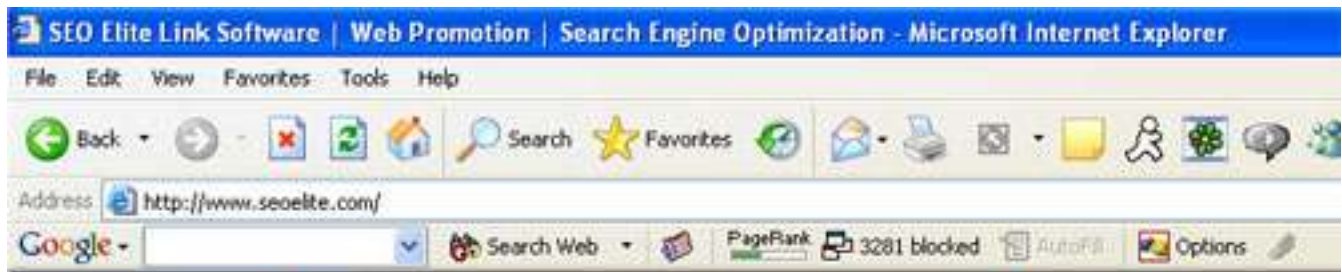 SEO Elite Link Software | Web Promotion | Search Engine Optimization - Microsoft Internet Explorer
File Edit View Favorites Tools Help
Back Search Favorites
Address http://www.seoelite.com/
Google Search Web PageRank 3281 blocked AutoFill Options